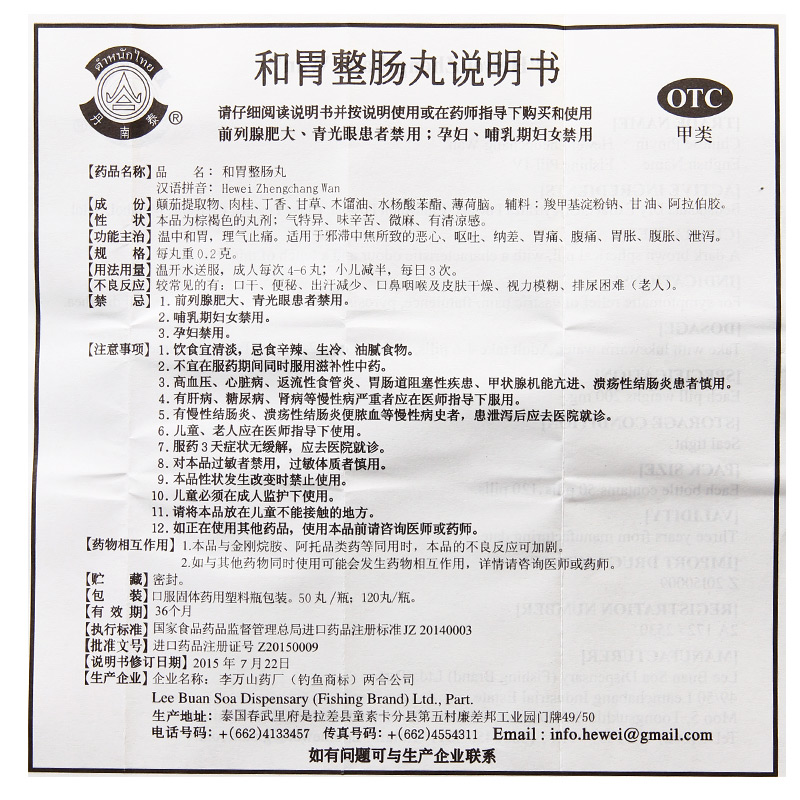 ตำหนักไทย
丹南泰
®
和胃整肠丸说明书
OTC
甲类
请仔细阅读说明书并按说明使用或在药师指导下购买和使用
前列腺肥大、青光眼患者禁用；孕妇、哺乳期妇女禁用
【药品名称】品 名：和胃整肠丸
汉语拼音：Hewei Zhengchang Wan
【成 份】颠茄提取物、肉桂、丁香、甘草、木馏油、水杨酸苯酯、薄荷脑。辅料：羧甲基淀粉钠、甘油、阿拉伯胶。
【性 状】本品为棕褐色的丸剂；气特异、味辛苦、微麻、有清凉感。
【功能主治】温中和胃，理气止痛。适用于邪滞中焦所致的恶心、呕吐、纳差、胃痛、腹痛、胃胀、腹胀、泄泻。
【规 格】每丸重0.2克。
【用法用量】温开水送服，成人每次4-6丸；小儿减半，每日3次。
【不良反应】较常见的有：口干、便秘、出汗减少、口鼻咽喉及皮肤干燥、视力模糊、排尿困难（老人）。
【禁 忌】1.前列腺肥大、青光眼患者禁用。
2.哺乳期妇女禁用。
3.孕妇禁用。
【注意事项】1.饮食宜清淡，忌食辛辣、生冷、油腻食物。
2.不宜在服药期间同时服用滋补性中药。
3.高血压、心脏病、返流性食管炎、胃肠道阻塞性疾患、甲状腺机能亢进、溃疡性结肠炎患者慎用。
4.有肝病、糖尿病、肾病等慢性病严重者应在医师指导下服用。
5.有慢性结肠炎、溃疡性结肠炎便脓血等慢性病史者，患泄泻后应去医院就诊。
6.儿童、老人应在医师指导下使用。
7.服药3天症状无缓解，应去医院就诊。
8.对本品过敏者禁用，过敏体质者慎用。
9.本品性状发生改变时禁止使用。
10.儿童必须在成人监护下使用。
11.请将本品放在儿童不能接触的地方。
12.如正在使用其他药品，使用本品前请咨询医师或药师。
【药物相互作用】1.本品与金刚烷胺、阿托品类药等同用时，本品的不良反应可加剧。
2.如与其他药物同时使用可能会发生药物相互作用，详情请咨询医师或药师。
【贮 藏】密封。
【包 装】口服固体药用塑料瓶包装。50丸/瓶；120丸/瓶。
【有 效 期】36个月
【执行标准】国家食品药品监督管理总局进口药品注册标准JZ 20140003
【批准文号】进口药品注册证号Z20150009
【说明书修订日期】2015年7月22日
【生产企业】企业名称：李万山药厂（钓鱼商标）两合公司
Lee Buan Soa Dispensary (Fishing Brand) Ltd., Part.
生产地址：泰国春武里府是拉差县童素卡分县第五村廉差邦工业园门牌49/50
电话号码：+(662)4133457 传真号码：+(662)4554311 Email : info.hewei@gmail.com
如有问题可与生产企业联系